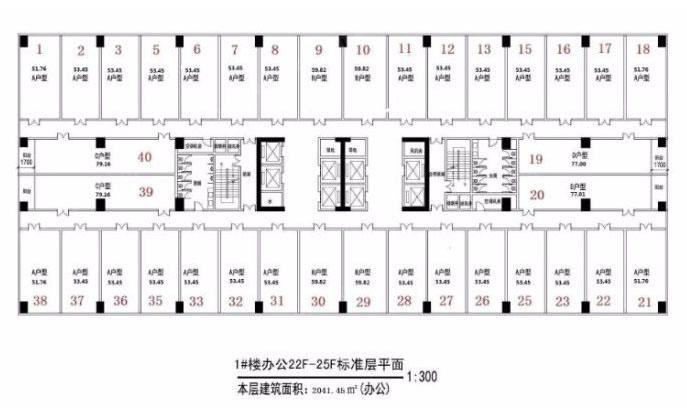 1 2 3 5 6 7 8 9 10 11 12 13 15 16 17 18
51.76 53.45 53.45 53.45 53.45 53.45 53.45 59.82 59.82 53.45 53.45 53.45 53.45 53.45 53.45 51.76
A户型 A户型 A户型 A户型 A户型 A户型 A户型 B户型 B户型 A户型 A户型 A户型 A户型 A户型 A户型 A户型
阳台
1700
D户型
79.16
40
空调机房
19
D户型
77.00
阳台
1700
C户型
39
20
D户型
77.01
空调机房
A户型 A户型 A户型 A户型 A户型 A户型 A户型 B户型 B户型 A户型 A户型 A户型 A户型 A户型 A户型 A户型
51.76 53.45 53.45 53.45 53.45 53.45 53.45 59.82 59.82 53.45 53.45 53.45 53.45 53.45 53.45 51.76
38 37 36 35 33 32 31 30 29 28 27 26 25 23 22 21
1#楼办公22F-25F标准层平面
1:300
本层建筑面积: 2041.45㎡(办公)